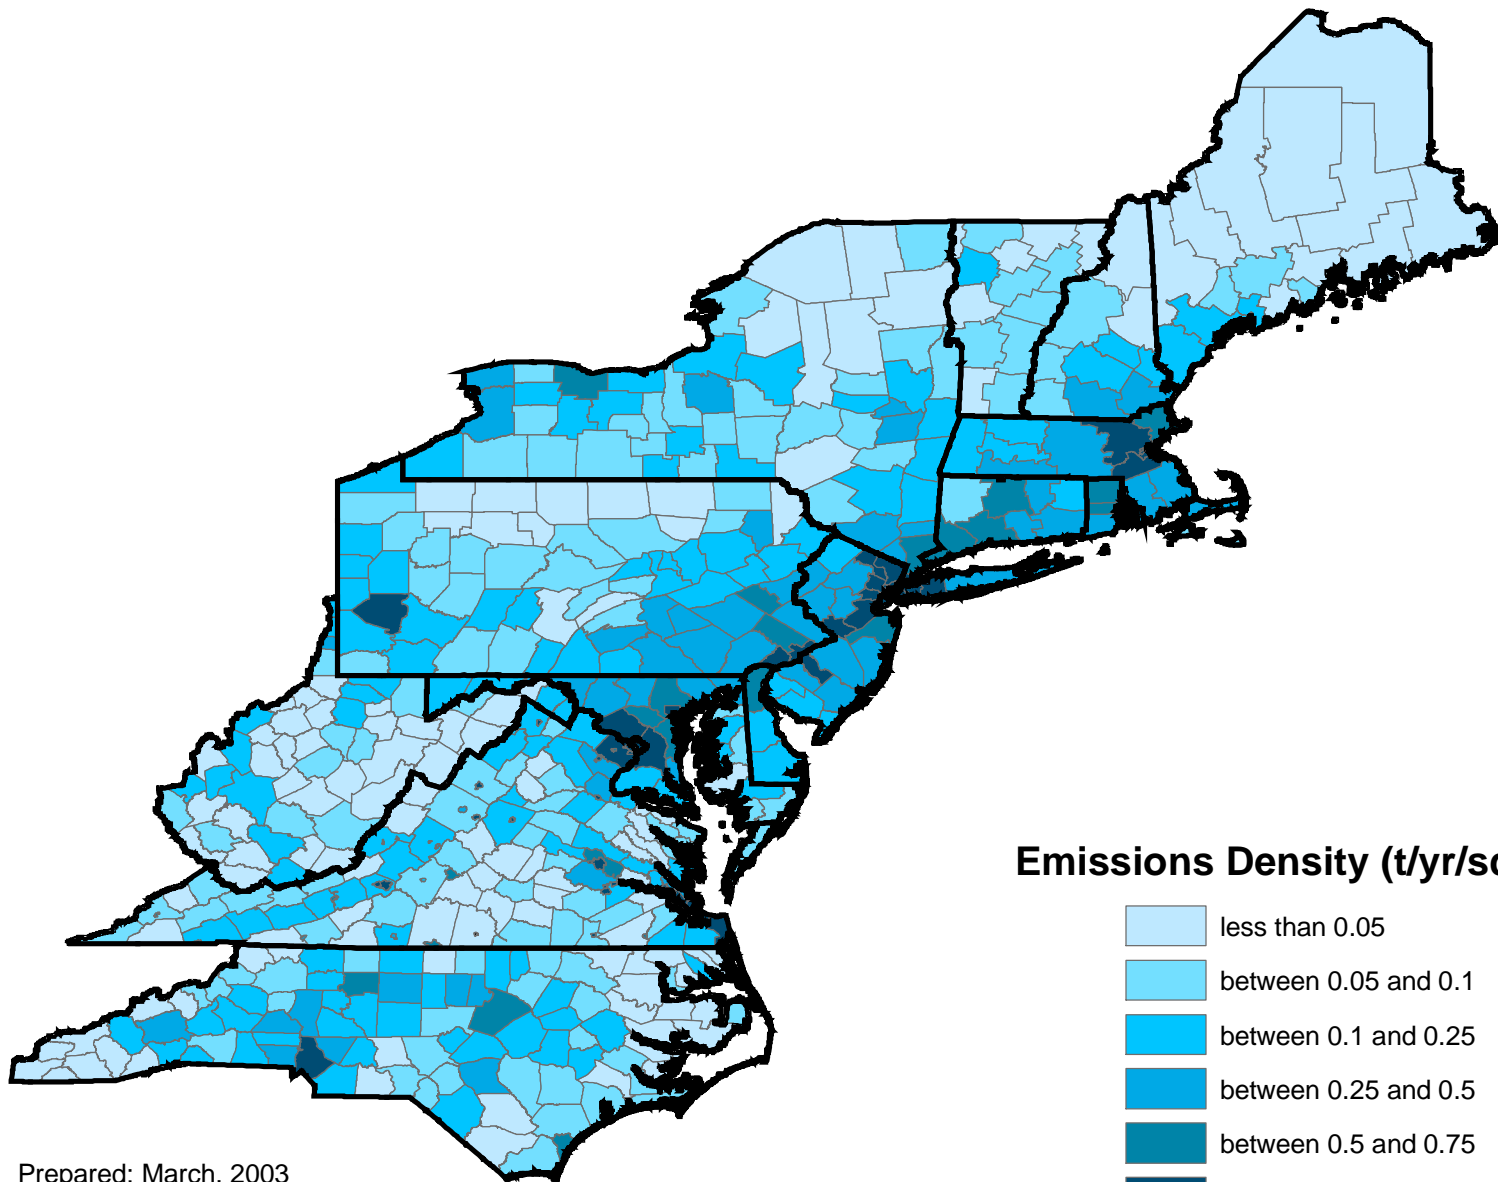 Emissions Density (t/yr/sq
less than 0.05
between 0.05 and 0.1
between 0.1 and 0.25
between 0.25 and 0.5
between 0.5 and 0.75
Prepared: March, 2003